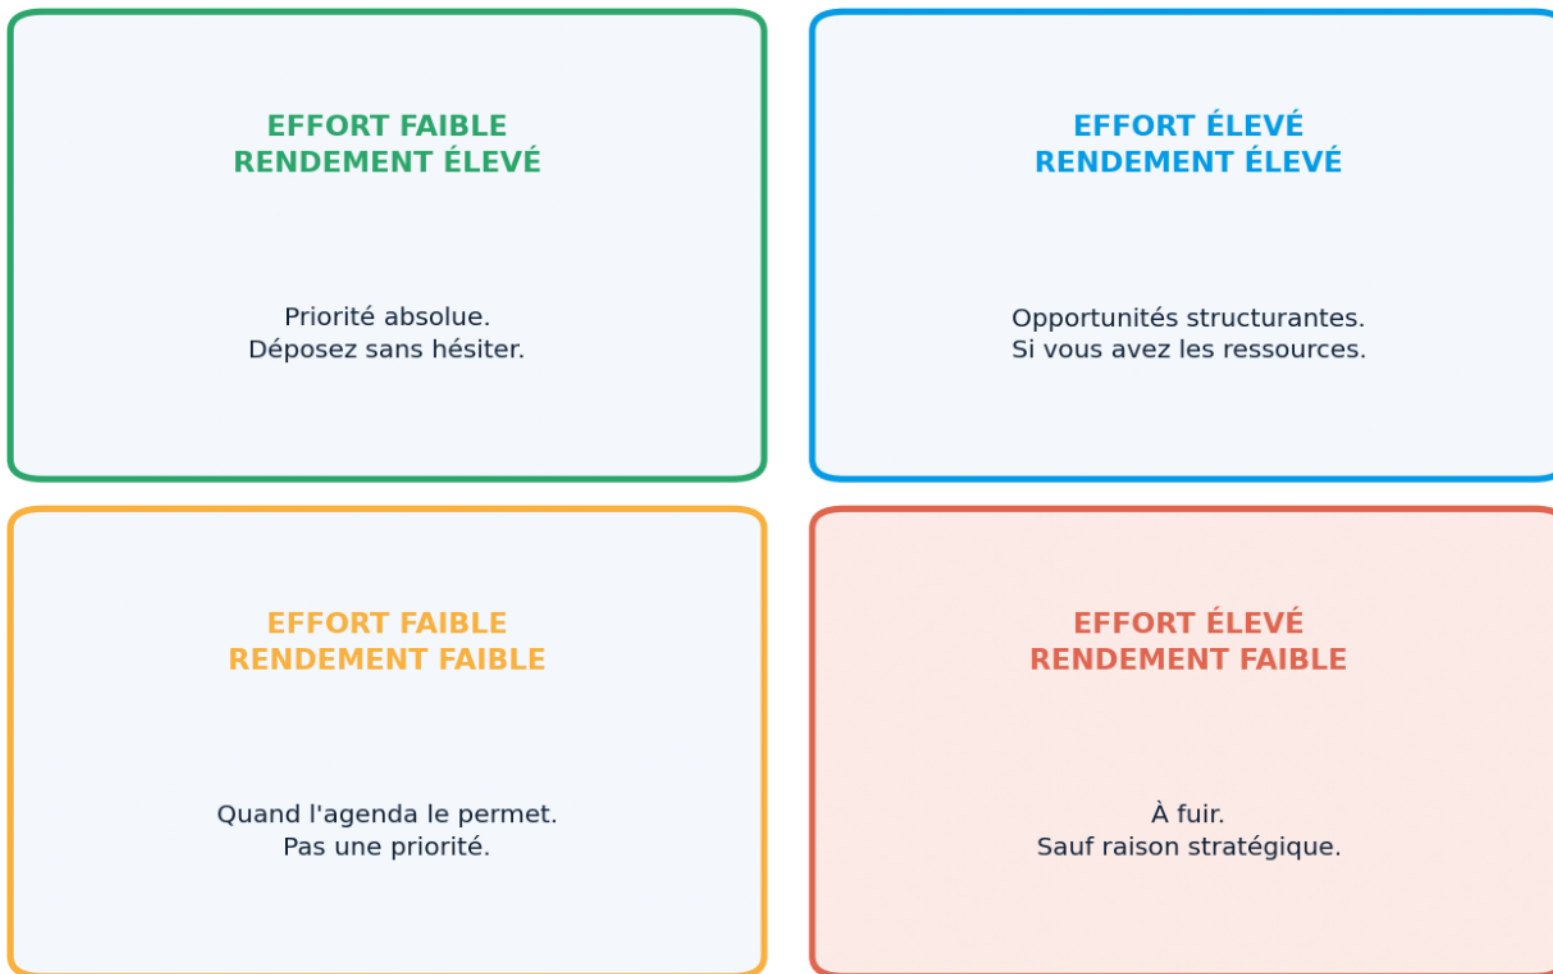 EFFORT FAIBLE
RENDEMENT ÉLEVÉ
Priorité absolue.
Déposez sans hésiter.
EFFORT ÉLEVÉ
RENDEMENT ÉLEVÉ
Opportunités structurantes.
Si vous avez les ressources.
EFFORT FAIBLE
RENDEMENT FAIBLE
Quand l'agenda le permet.
Pas une priorité.
EFFORT ÉLEVÉ
RENDEMENT FAIBLE
À fuir.
Sauf raison stratégique.